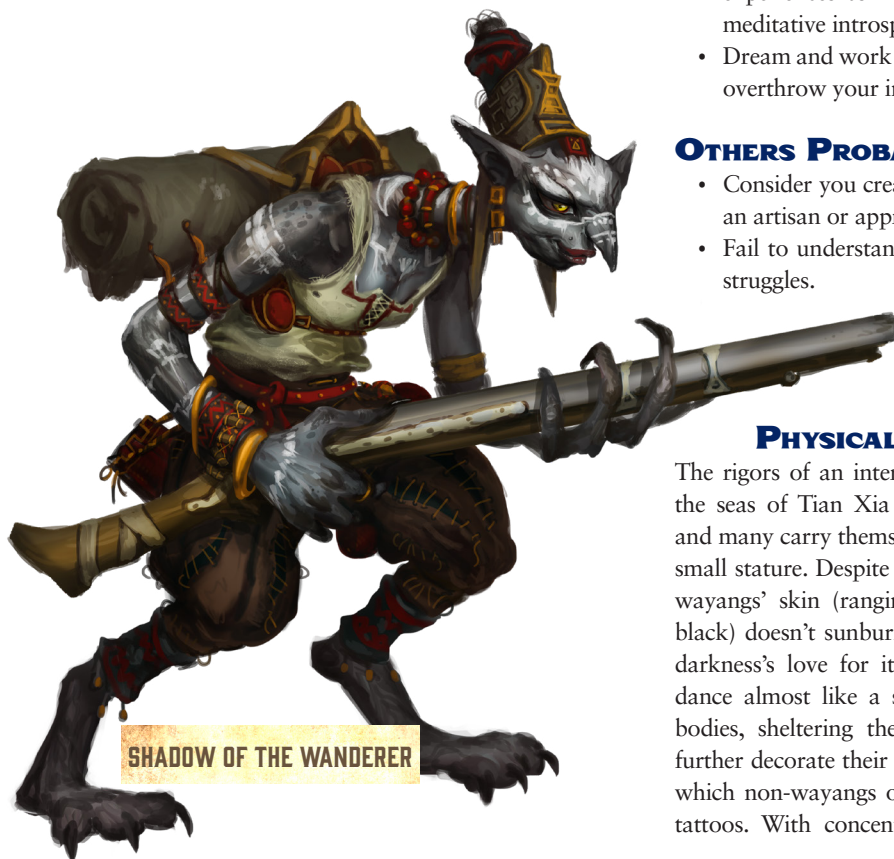 meditative introsp
• Dream and work
overthrow your in
OTHERS PROBA
• Consider you crea
an artisan or appr
• Fail to understan
struggles.
PHYSICAL
The rigors of an inter
the seas of Tian Xia
and many carry thems
small stature. Despite
wayangs’ skin (rangin
black) doesn’t sunbur
darkness’s love for it
dance almost like a s
bodies, sheltering the
further decorate their
which non-wayangs o
tattoos. With concen
SHADOW OF THE WANDERER